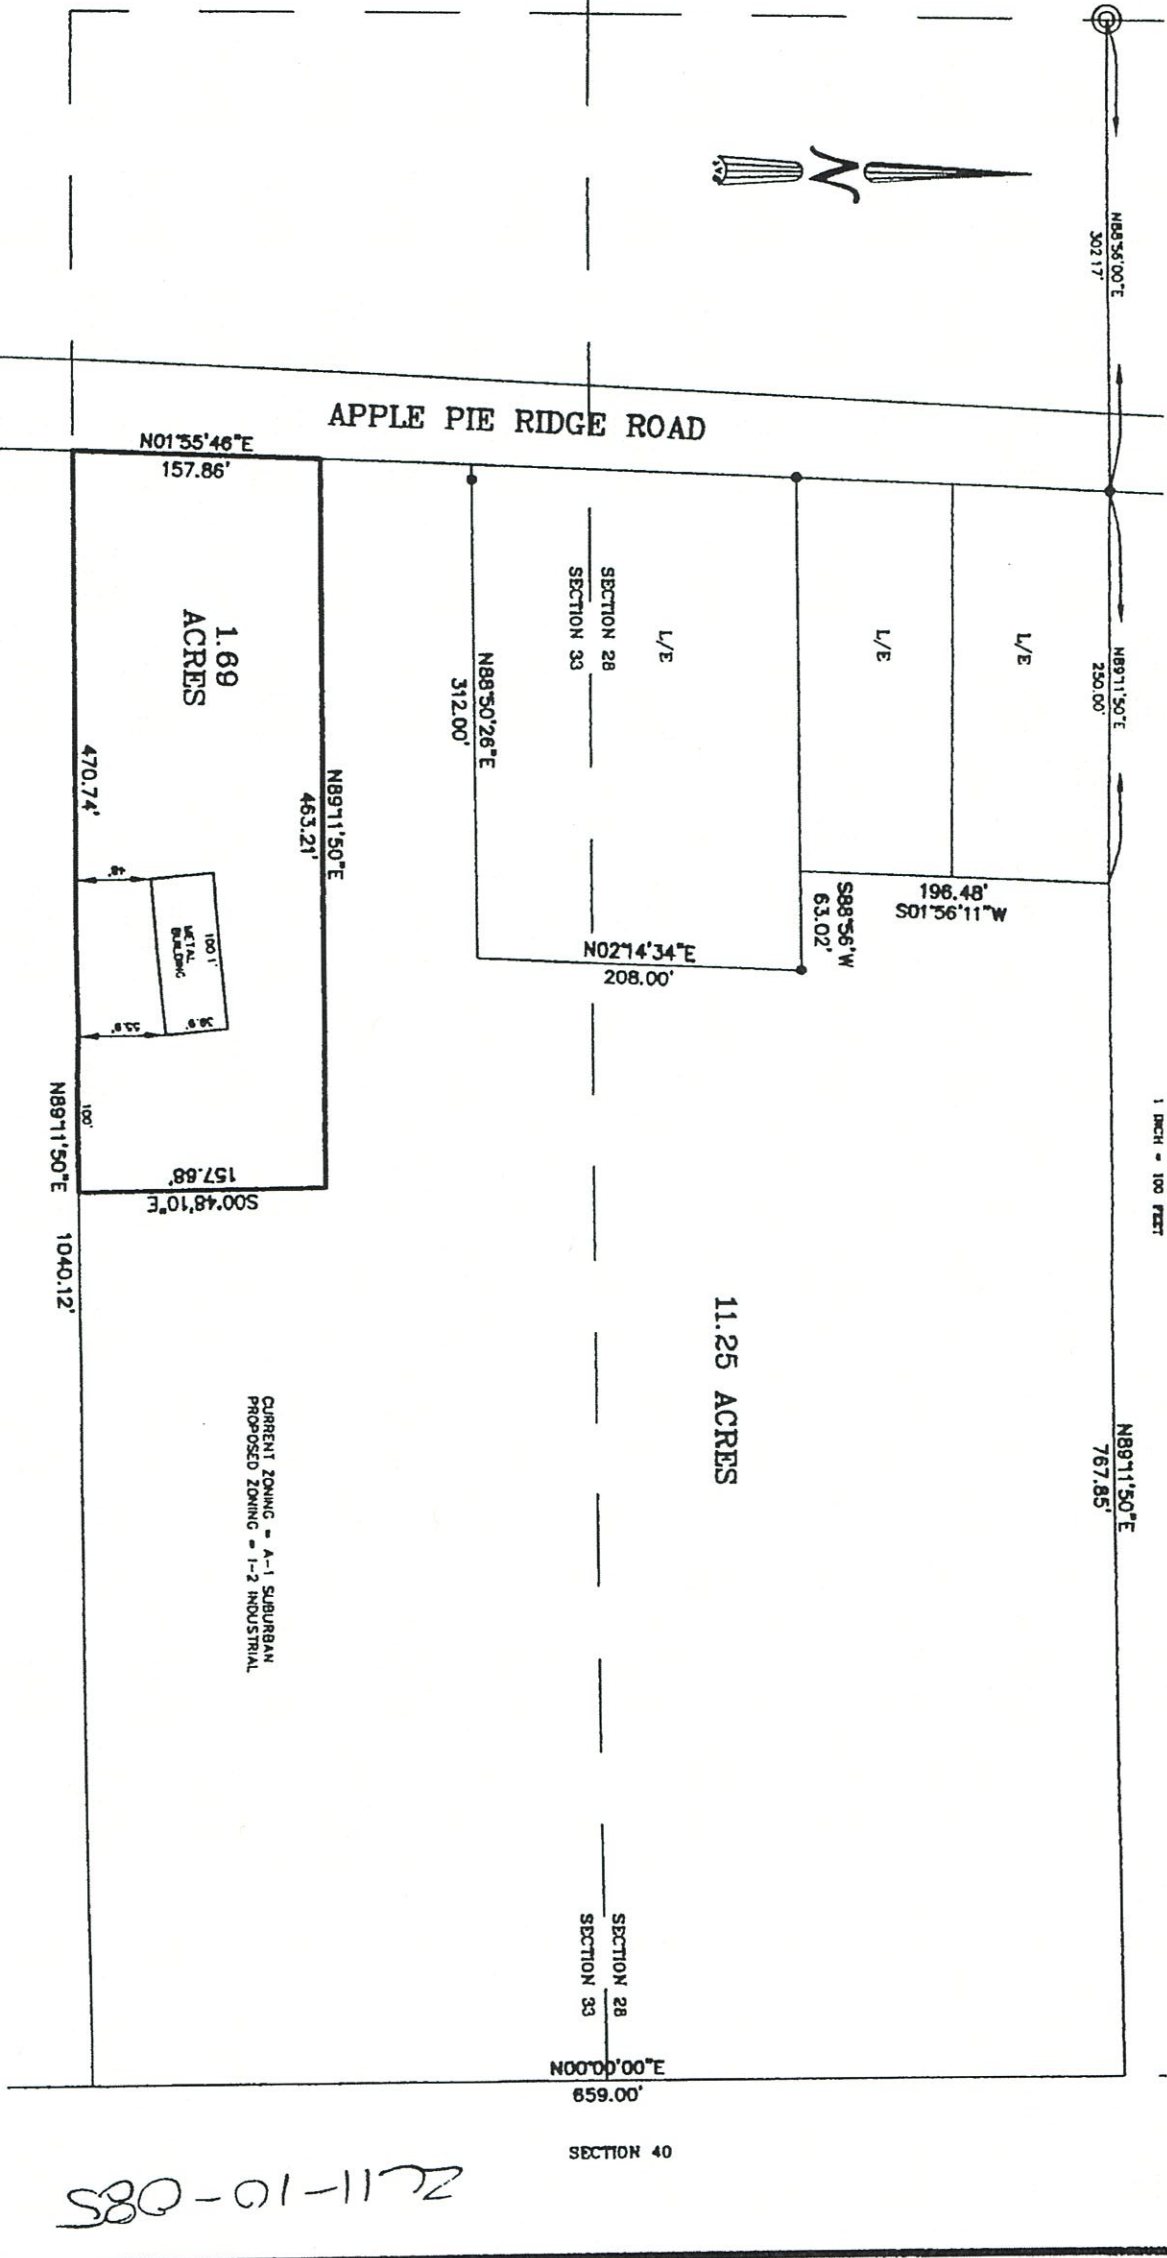 N88°56'00"E
302.17'
N
APPLE PIE RIDGE ROAD
N01°55'46"E
157.86'
1.69
ACRES
470.74'
N89°11'50"E
463.21'
100.1'
METAL
BUILDING
100'
157.68'
S00°48'10"E
N89°11'50"E 1040.12'
N88°50'26"E
312.00'
SECTION 28
SECTION 33
L/E
L/E
L/E
N89°11'50"E
250.00'
196.48'
S01°56'11"W
S88°56'W
63.02'
N02°14'34"E
208.00'
1 INCH = 100 FEET
11.25 ACRES
N89°11'50"E
767.85'
CURRENT ZONING = A-1 SUBURBAN
PROPOSED ZONING = I-2 INDUSTRIAL
SECTION 28
SECTION 33
N00°00'00"E
659.00'
SECTION 40
ZC11-10-085